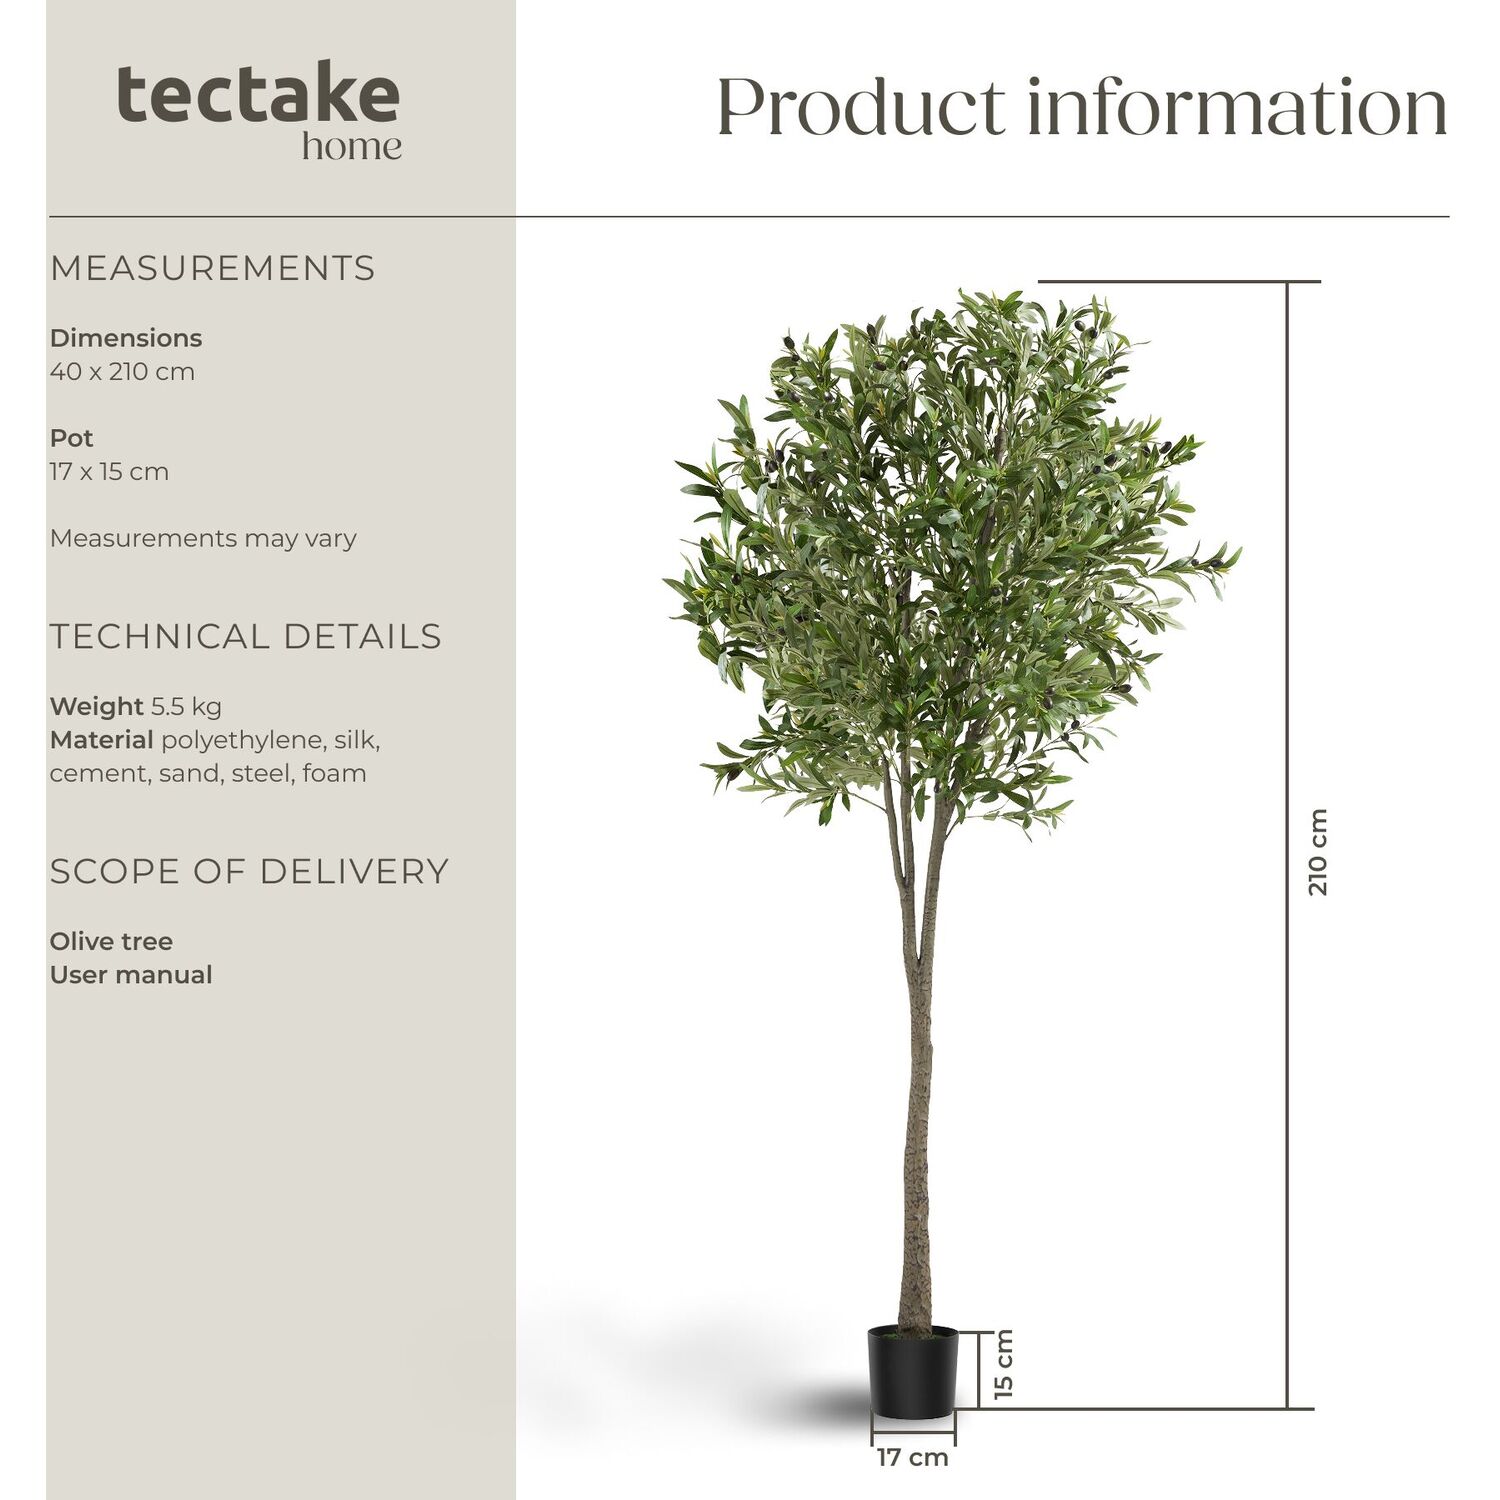 tectake
home
Product information
MEASUREMENTS
Dimensions
40 x 210 cm
Pot
17 x 15 cm
Measurements may vary
TECHNICAL DETAILS
Weight 5.5 kg
Material polyethylene, silk,
cement, sand, steel, foam
SCOPE OF DELIVERY
Olive tree
User manual
210 cm
15 cm
17 cm